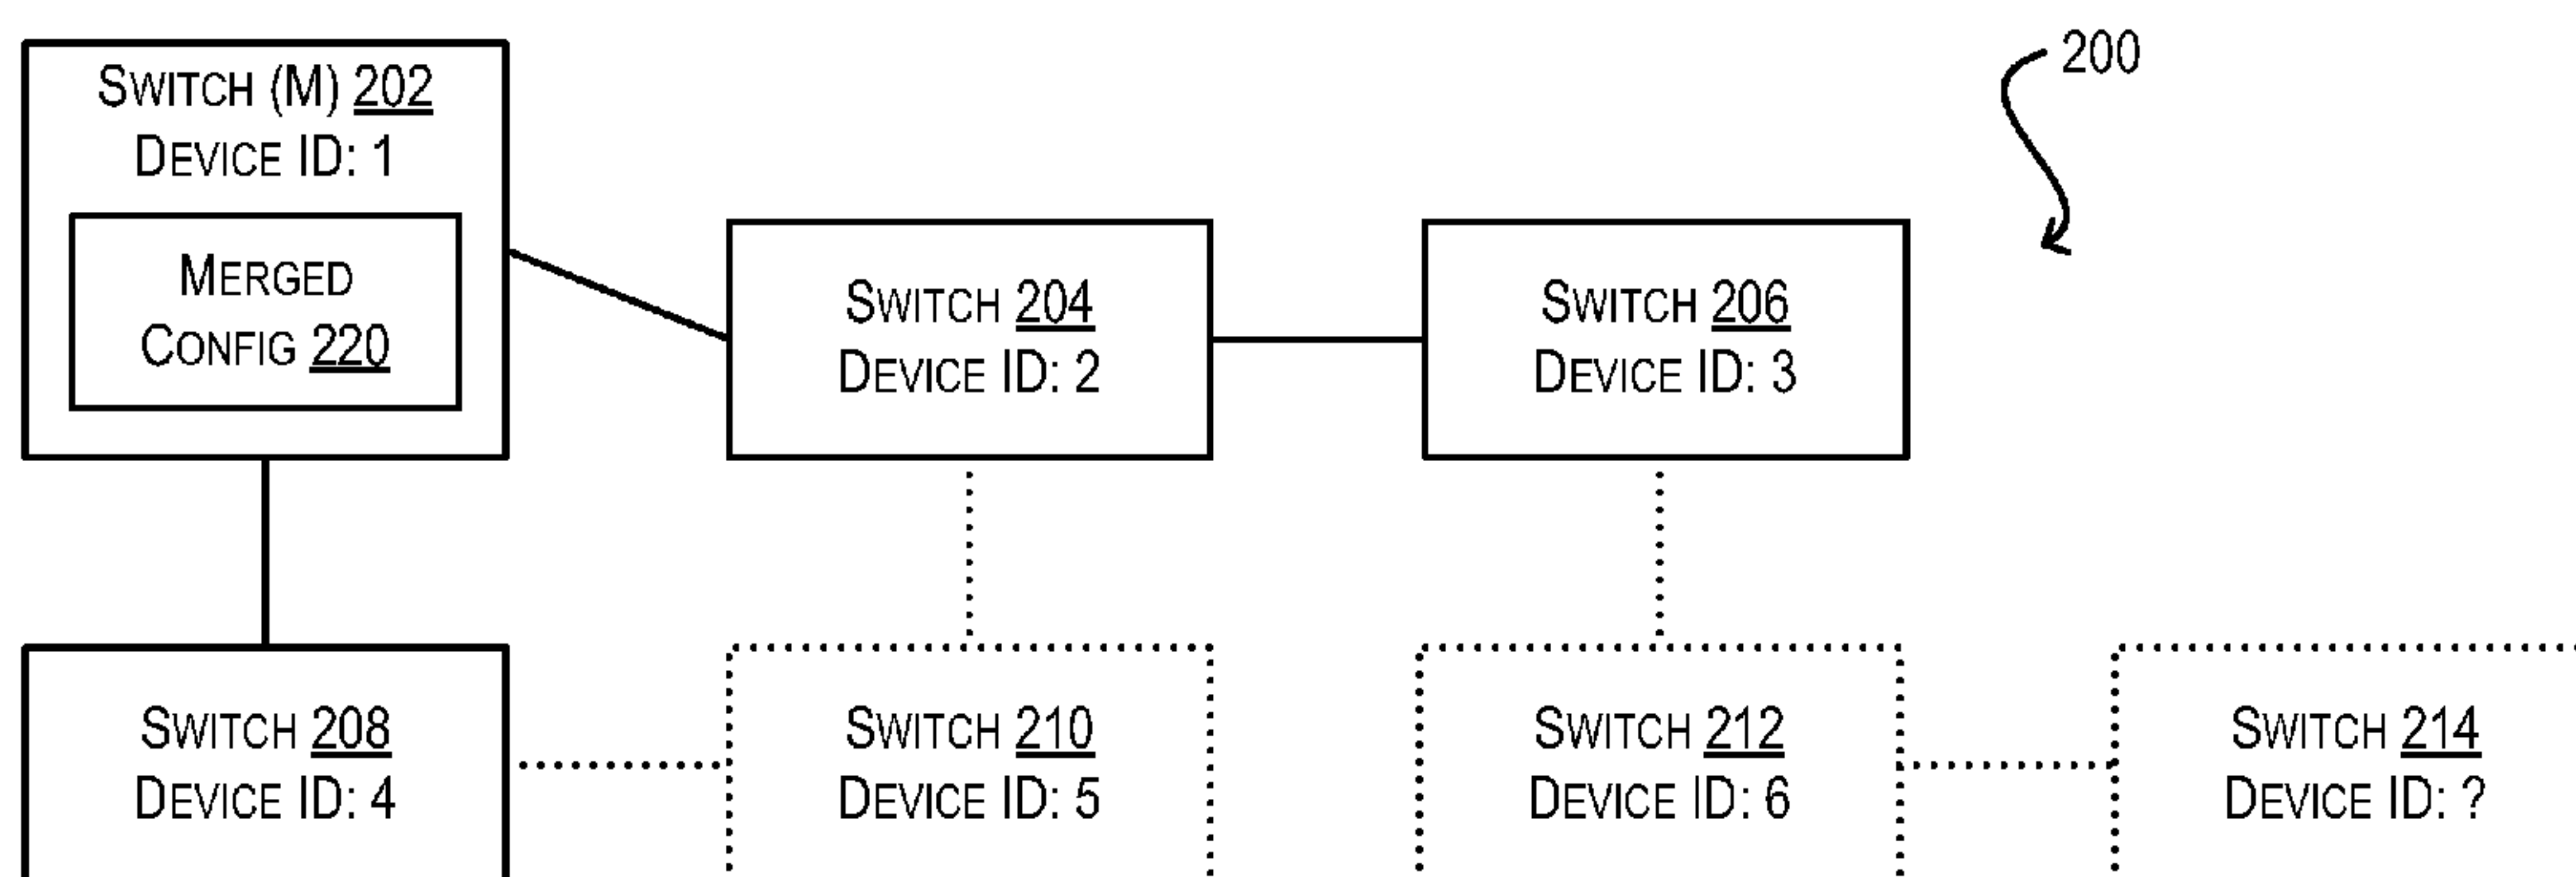 200
SWITCH (M) 202
DEVICE ID: 1
MERGED
CONFIG 220
SWITCH 204
DEVICE ID: 2
SWITCH 206
DEVICE ID: 3
SWITCH 208
DEVICE ID: 4
SWITCH 210
DEVICE ID: 5
SWITCH 212
DEVICE ID: 6
SWITCH 214
DEVICE ID: ?